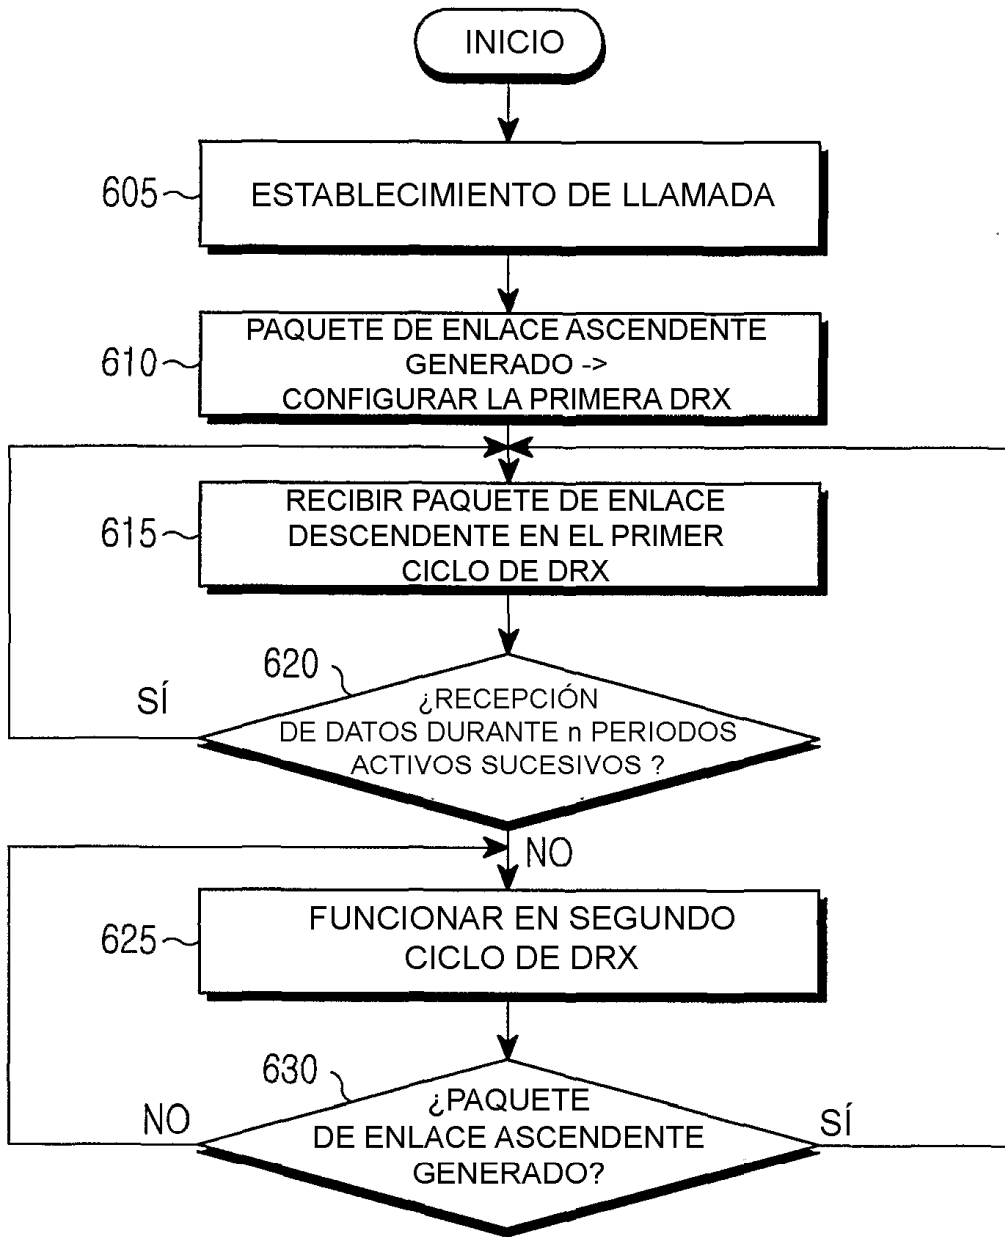 INICIO
605
ESTABLECIMIENTO DE LLAMADA
610
PAQUETE DE ENLACE ASCENDENTE
GENERADO ->
CONFIGURAR LA PRIMERA DRX
615
RECIBIR PAQUETE DE ENLACE
DESCENDENTE EN EL PRIMER
CICLO DE DRX
620
SÍ
¿RECEPCIÓN
DE DATOS DURANTE n PERIODOS
ACTIVOS SUCESIVOS ?
NO
625
FUNCIONAR EN SEGUNDO
CICLO DE DRX
630
NO
¿PAQUETE
DE ENLACE ASCENDENTE
GENERADO?
SÍ